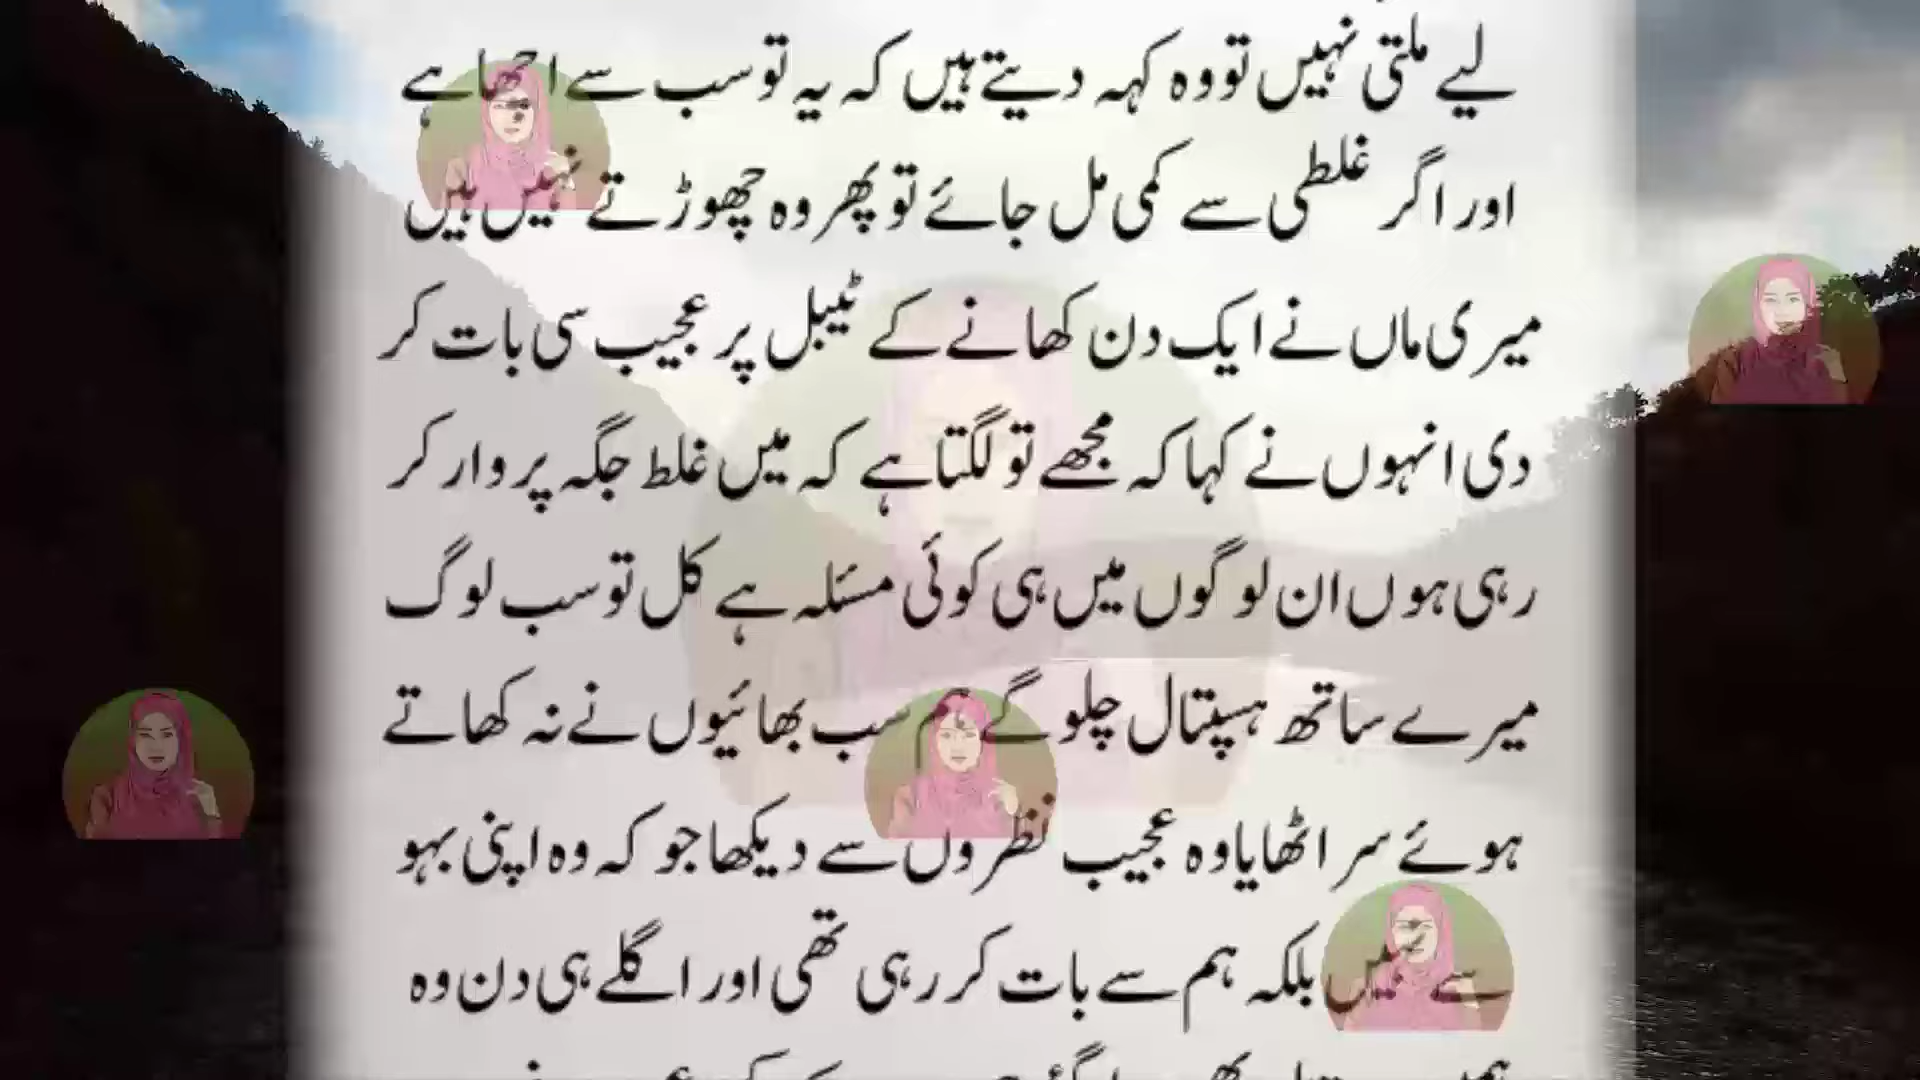 لیے ملتی نہیں تو وہ کہہ دیتے ہیں کہ یہ تو سب سے اچھا ہے
اور اگر غلطی سے کمی مل جائے تو پھر وہ چھوڑتے نہیں ہیں
میری ماں نے ایک دن کھانے کے ٹیبل پر عجیب سی بات کر
دی انہوں نے کہا کہ مجھے تو لگتا ہے کہ میں غلط جگہ پر وار کر
رہی ہوں ان لوگوں میں ہی کوئی مسئلہ ہے کل تو سب لوگ
میرے ساتھ ہسپتال چلو گے ہم سب بھائیوں نے نہ کھاتے
ہوئے سر اٹھایا وہ عجیب نظروں سے دیکھا جو کہ وہ اپنی بہو
سے نہیں بلکہ ہم سے بات کر رہی تھی اور اگلے ہی دن وہ